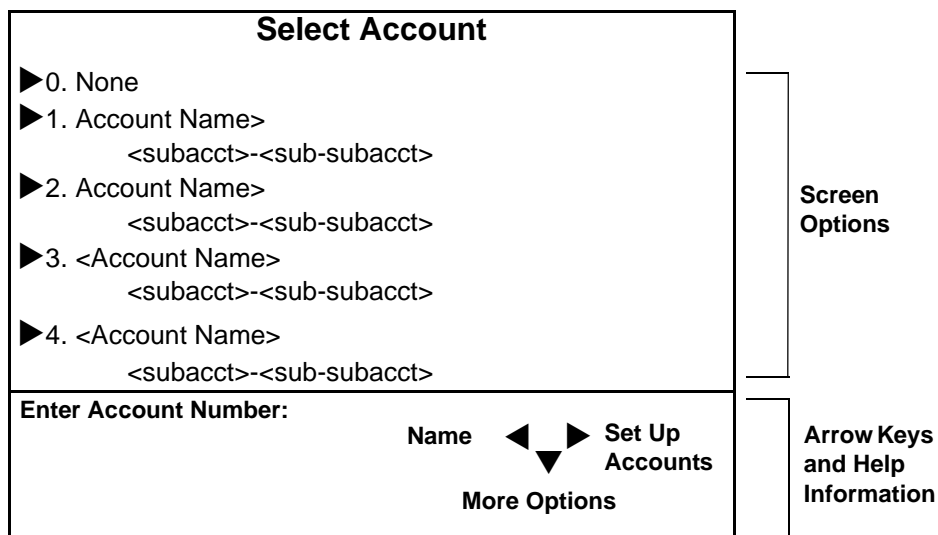 Select Account
▶0. None
▶1. Account Name>
<subacct>-<sub-subacct>
▶2. Account Name>
<subacct>-<sub-subacct>
▶3. <Account Name>
<subacct>-<sub-subacct>
▶4. <Account Name>
<subacct>-<sub-subacct>
Screen
Options
Enter Account Number:
Name ◀ ▶ Set Up
Accounts
▼
More Options
Arrow Keys
and Help
Information